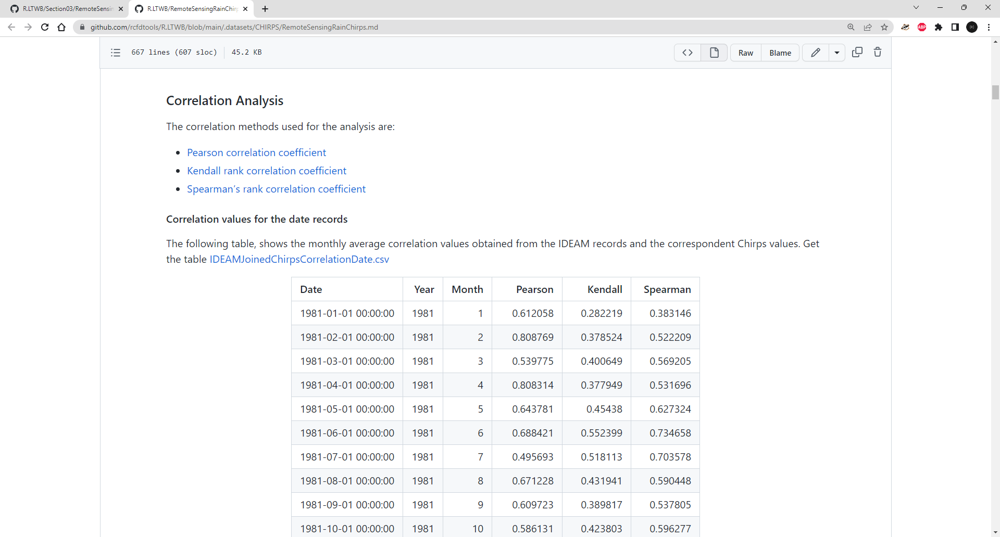 R.LTWB/Section03/RemoteSensin
R.LTWB/RemoteSensingRainChirp
github.com/rcfdtools/R.LTWB/blob/main/.datasets/CHIRPS/RemoteSensingRainChirps.md
ABP
667 lines (607 sloc) 45.2 KB
Raw Blame
Correlation Analysis
The correlation methods used for the analysis are:
Pearson correlation coefficient
Kendall rank correlation coefficient
Spearman’s rank correlation coefficient
Correlation values for the date records
The following table, shows the monthly average correlation values obtained from the IDEAM records and the correspondent Chirps values. Get
the table IDEAMJoinedChirpsCorrelationDate.csv
Date Year Month Pearson Kendall Spearman
1981-01-01 00:00:00 1981 1 0.612058 0.282219 0.383146
1981-02-01 00:00:00 1981 2 0.808769 0.378524 0.522209
1981-03-01 00:00:00 1981 3 0.539775 0.400649 0.569205
1981-04-01 00:00:00 1981 4 0.808314 0.377949 0.531696
1981-05-01 00:00:00 1981 5 0.643781 0.45438 0.627324
1981-06-01 00:00:00 1981 6 0.688421 0.552399 0.734658
1981-07-01 00:00:00 1981 7 0.495693 0.518113 0.703578
1981-08-01 00:00:00 1981 8 0.671228 0.431941 0.590448
1981-09-01 00:00:00 1981 9 0.609723 0.389817 0.537805
1981-10-01 00:00:00 1981 10 0.586131 0.423803 0.596277